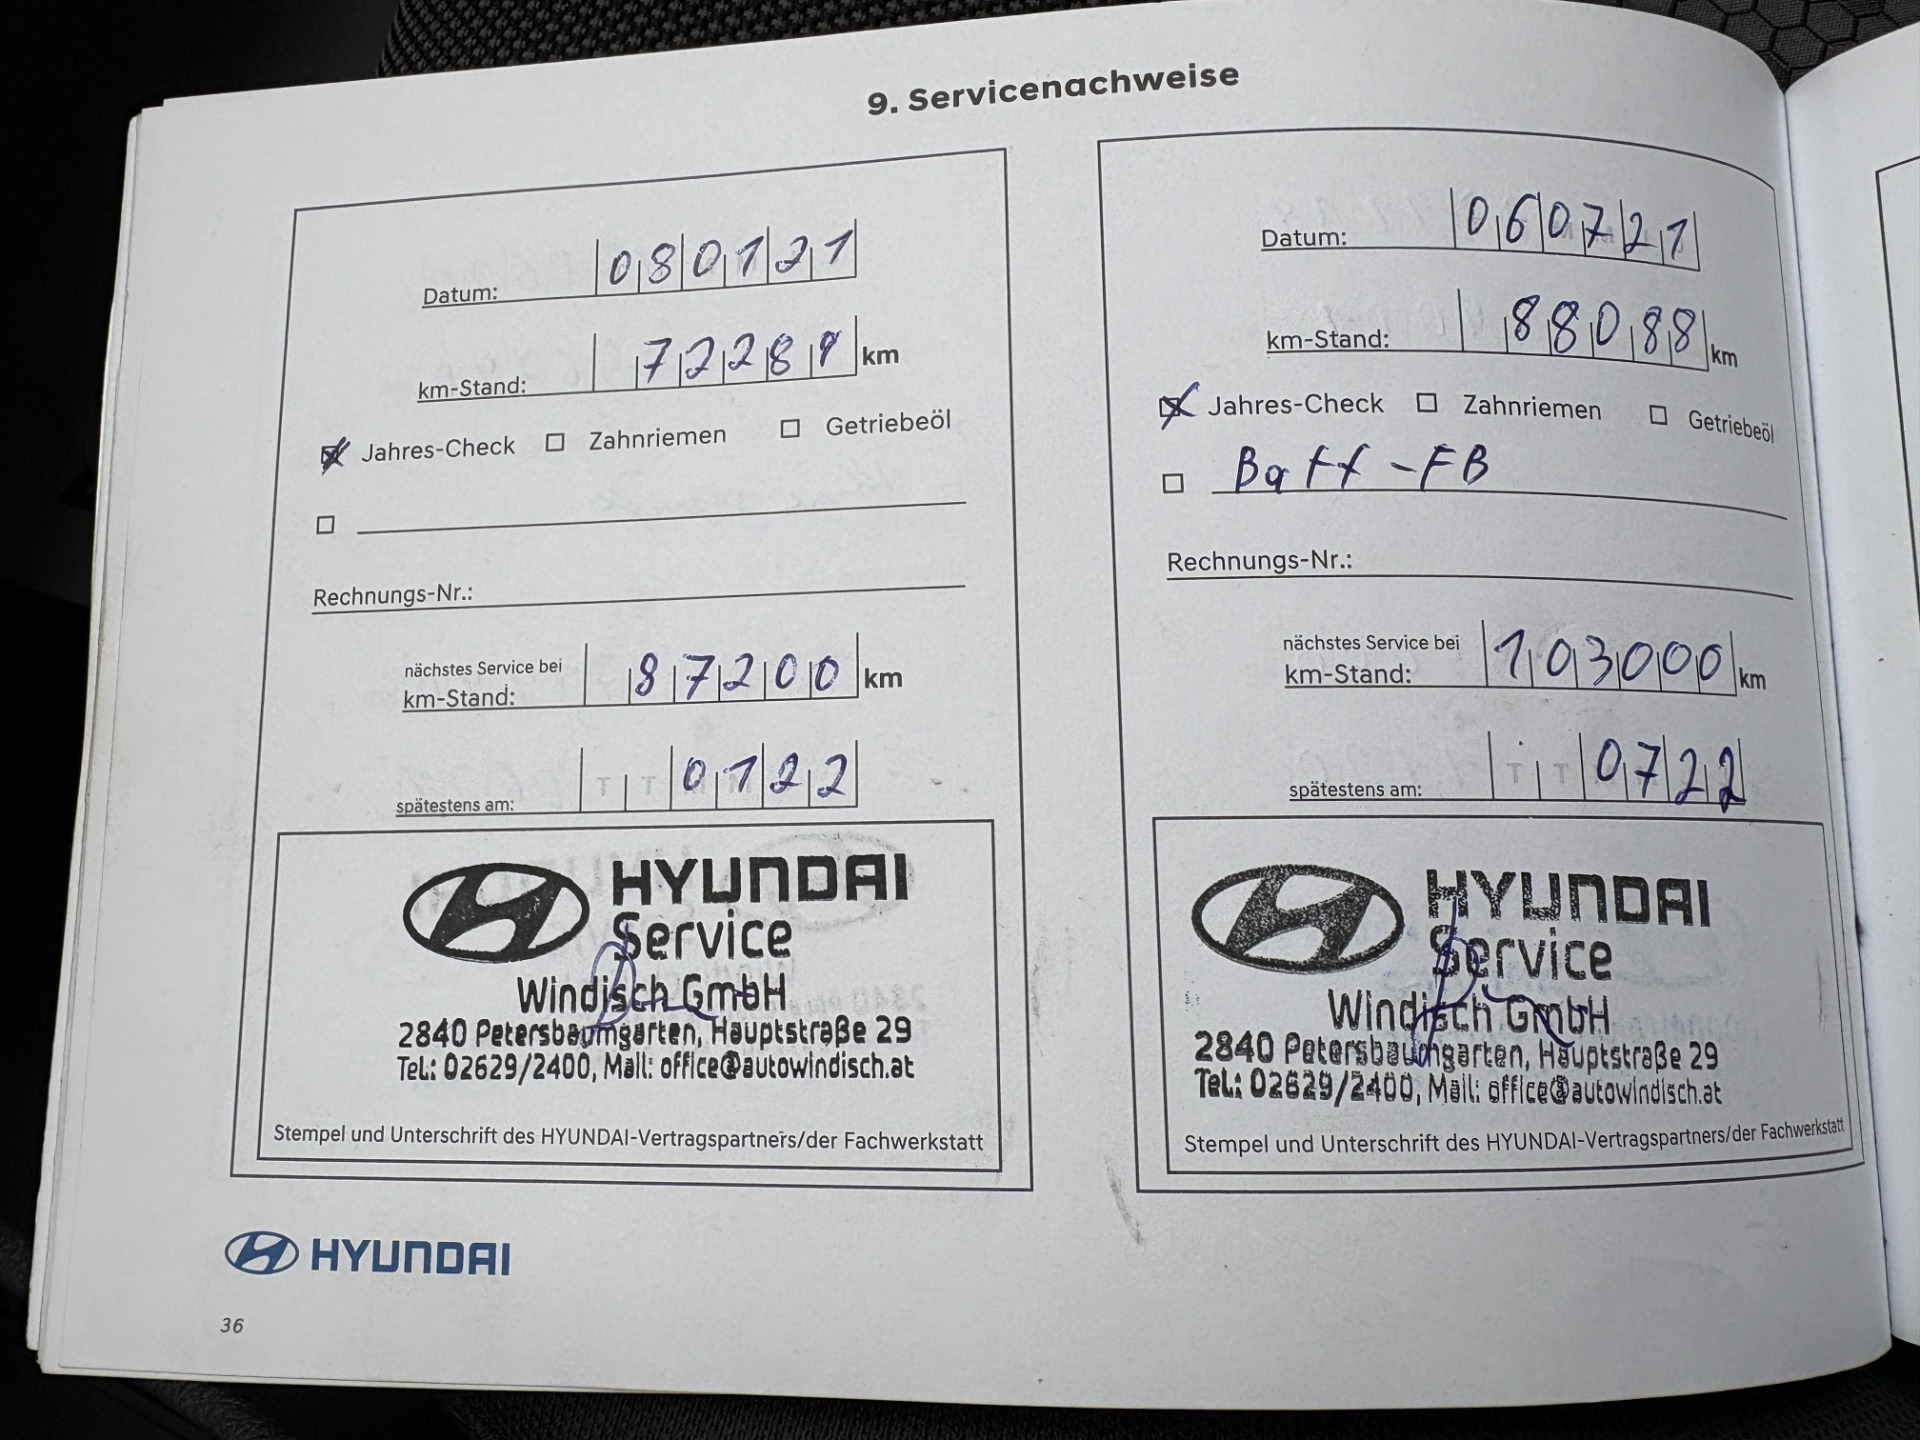 9. Servicenachweise
Datum: 080121
km-Stand: 72281 km
Jahres-Check Zahnriemen Getriebeöl
Rechnungs-Nr.:
nächstes Service bei
km-Stand: 87200 km
spätestens am: TT0122
HYUNDAI
Service
Windisch GmbH
2840 Petersbaumgarten, Hauptstraße 29
Tel.: 02629/2400, Mail: office@autowindisch.at
Stempel und Unterschrift des HYUNDAI-Vertragspartners/der Fachwerkstatt
Datum: 060721
km-Stand: 88088 km
Jahres-Check Zahnriemen Getriebeöl
Batt-FB
Rechnungs-Nr.:
nächstes Service bei
km-Stand: 103000 km
spätestens am: TT0722
HYUNDAI
Service
Windisch GmbH
2840 Petersbaumgarten, Hauptstraße 29
Tel.: 02629/2400, Mail: office@autowindisch.at
Stempel und Unterschrift des HYUNDAI-Vertragspartners/der Fachwerkstatt
HYUNDAI
36